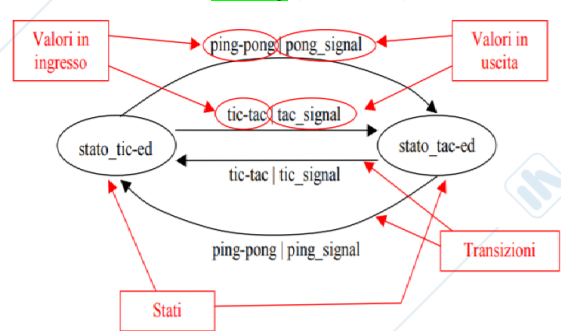 Valori in
ingresso
ping-pong | pong_signal
Valori in
uscita
tic-tac | tac_signal
stato_tic-ed
stato_tac-ed
tic-tac | tic_signal
ping-pong | ping_signal
Transizioni
Stati